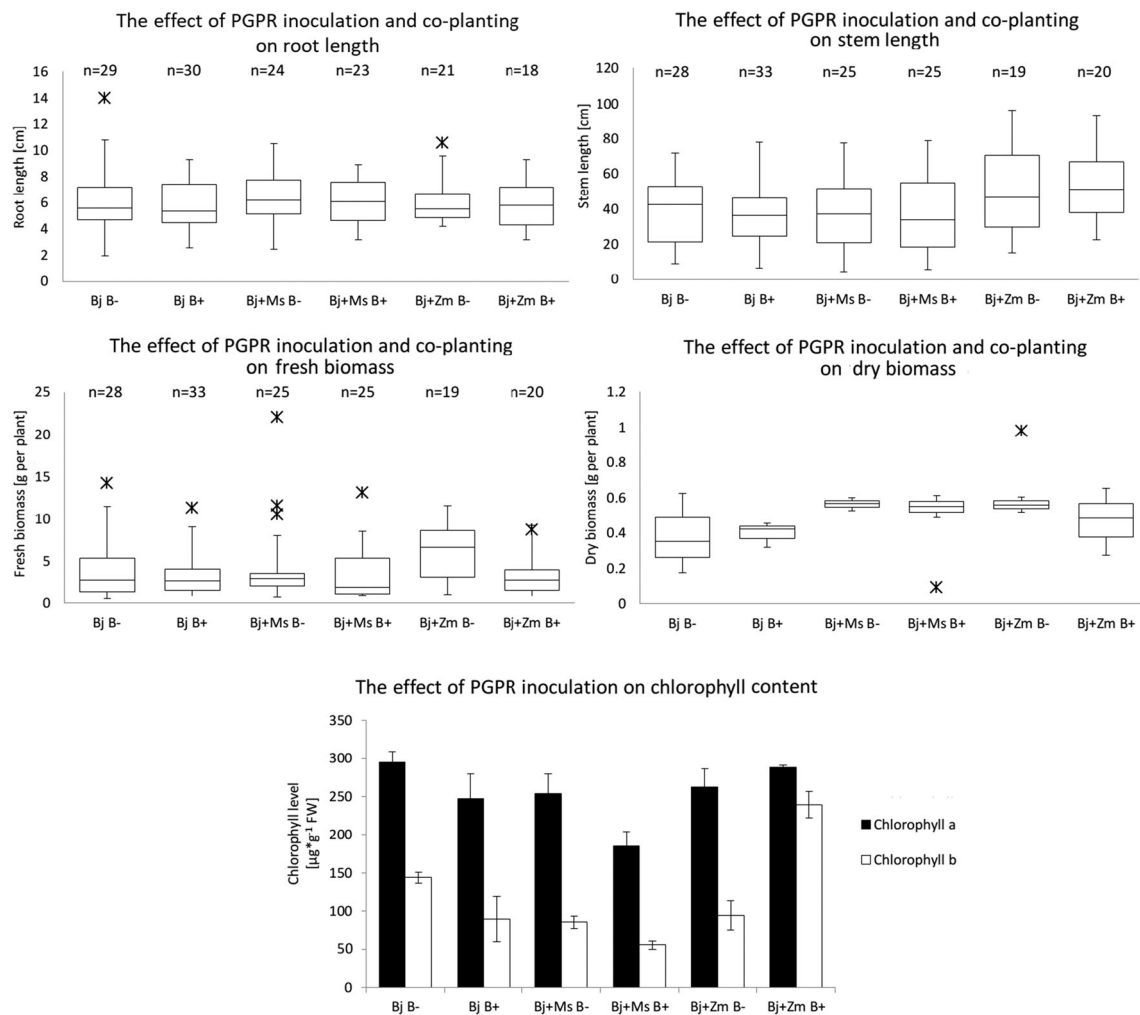 The effect of PGPR inoculation and co-planting
on root length
n=29 n=30 n=24 n=23 n=21 n=18
Root length [cm]
16
14
12
10
8
6
4
2
0
Bj B- Bj B+ Bj+Ms B- Bj+Ms B+ Bj+Zm B- Bj+Zm B+
The effect of PGPR inoculation and co-planting
on stem length
n=28 n=33 n=25 n=25 n=19 n=20
Stem length [cm]
120
100
80
60
40
20
0
Bj B- Bj B+ Bj+Ms B- Bj+Ms B+ Bj+Zm B- Bj+Zm B+
The effect of PGPR inoculation and co-planting
on fresh biomass
n=28 n=33 n=25 n=25 n=19 n=20
Fresh biomass [g per plant]
25
20
15
10
5
0
Bj B- Bj B+ Bj+Ms B- Bj+Ms B+ Bj+Zm B- Bj+Zm B+
The effect of PGPR inoculation and co-planting
on dry biomass
Dry biomass [g per plant]
1.2
1
0.8
0.6
0.4
0.2
0
Bj B- Bj B+ Bj+Ms B- Bj+Ms B+ Bj+Zm B- Bj+Zm B+
The effect of PGPR inoculation on chlorophyll content
Chlorophyll level
[µg*g⁻¹ FW]
350
300
250
200
150
100
50
0
Bj B- Bj B+ Bj+Ms B- Bj+Ms B+ Bj+Zm B- Bj+Zm B+
Chlorophyll a
Chlorophyll b